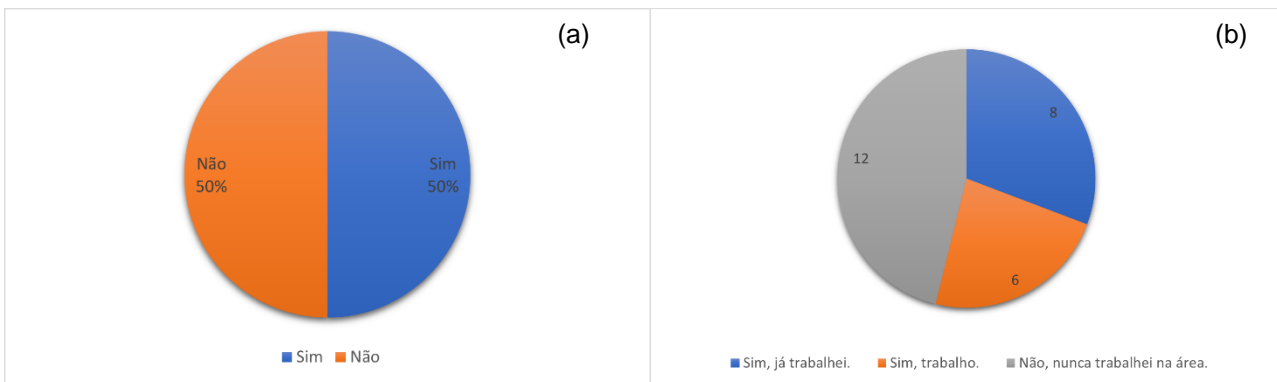 (a)
Não
50%
Sim
50%
Sim Não
(b)
8
12
6
Sim, já trabalhei. Sim, trabalho. Não, nunca trabalhei na área.